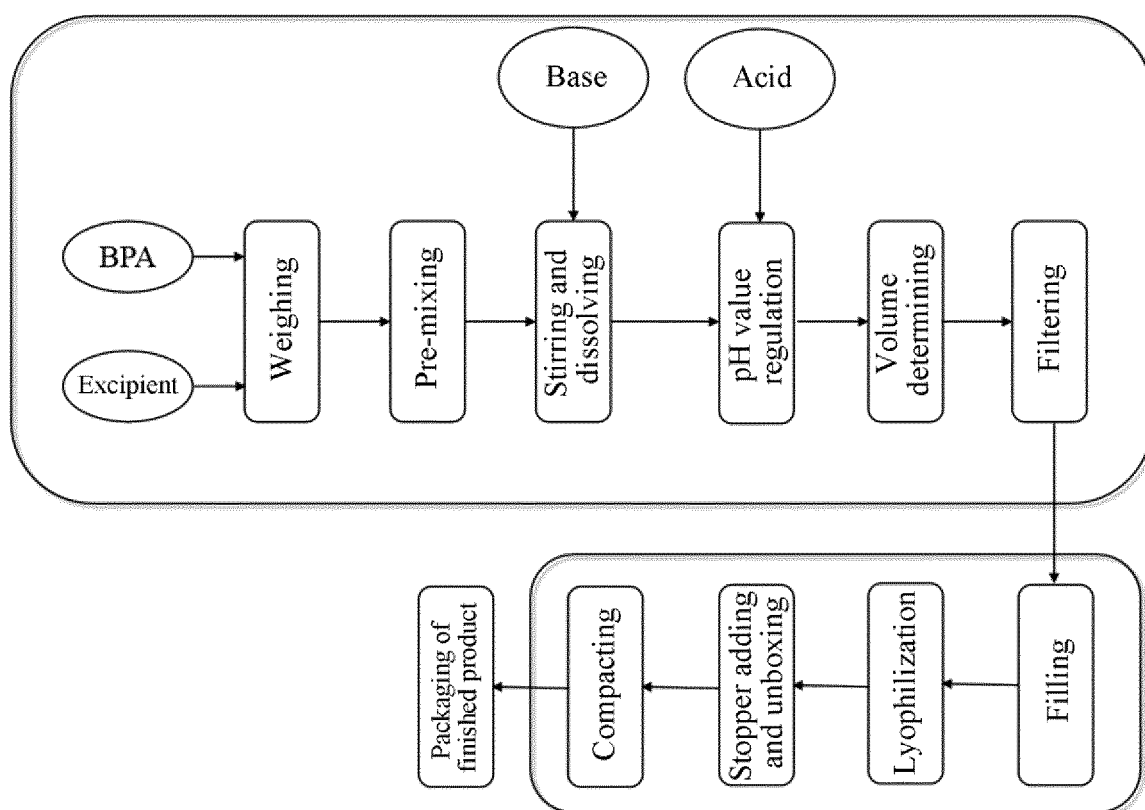 Base
Acid
BPA
Excipient
Weighing
Pre-mixing
Stirring and
dissolving
pH value
regulation
Volume
determining
Filtering
Filling
Lyophilization
Stopper adding
and unboxing
Compacting
Packaging of
finished product